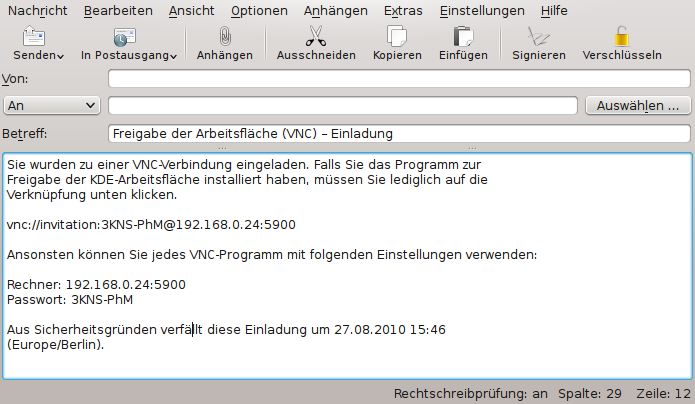 Nachricht Bearbeiten Ansicht Optionen Anhängen Extras Einstellungen Hilfe
Senden In Postausgang Anhängen Ausschneiden Kopieren Einfügen Signieren Verschlüsseln
Von:
An Auswählen ...
Betreff: Freigabe der Arbeitsfläche (VNC) – Einladung
Sie wurden zu einer VNC-Verbindung eingeladen. Falls Sie das Programm zur
Freigabe der KDE-Arbeitsfläche installiert haben, müssen Sie lediglich auf die
Verknüpfung unten klicken.
vnc://invitation:3KNS-PhM@192.168.0.24:5900
Ansonsten können Sie jedes VNC-Programm mit folgenden Einstellungen verwenden:
Rechner: 192.168.0.24:5900
Passwort: 3KNS-PhM
Aus Sicherheitsgründen verfällt diese Einladung um 27.08.2010 15:46
(Europe/Berlin).
Rechtschreibprüfung: an Spalte: 29 Zeile: 12